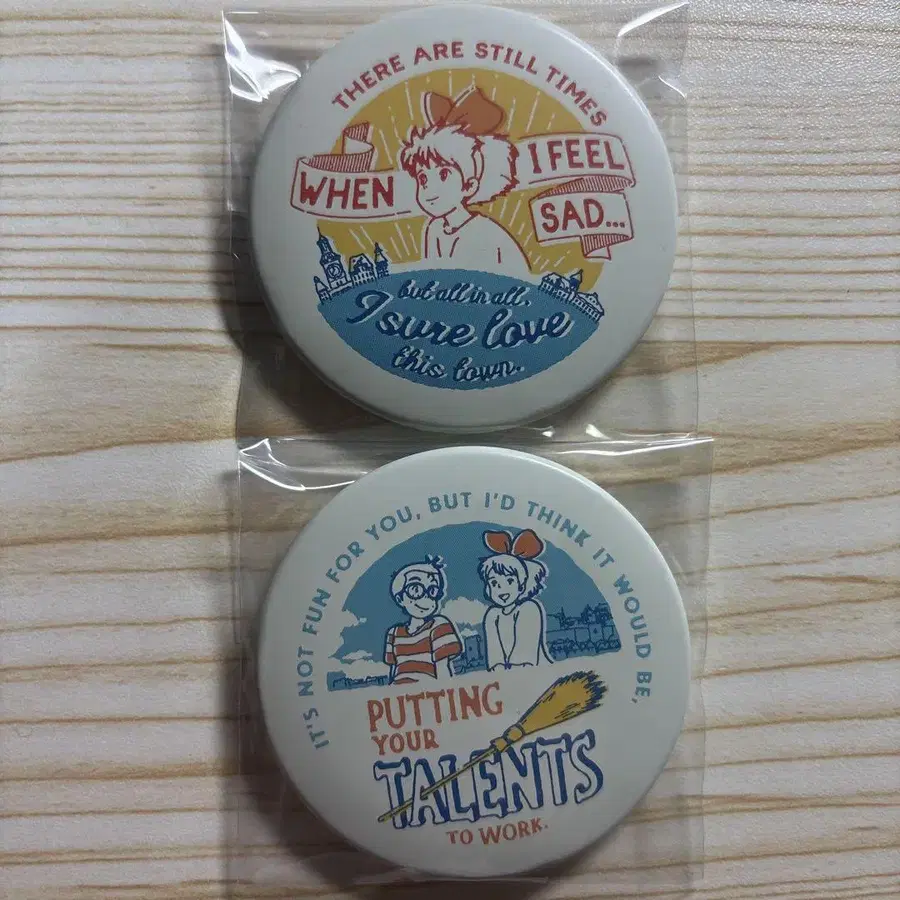 THERE ARE STILL TIMES
WHEN
I FEEL
SAD...
but all in all,
I sure love
this town.
IT'S NOT FUN FOR YOU, BUT I'D THINK IT WOULD BE,
PUTTING
YOUR
TALENTS
TO WORK.